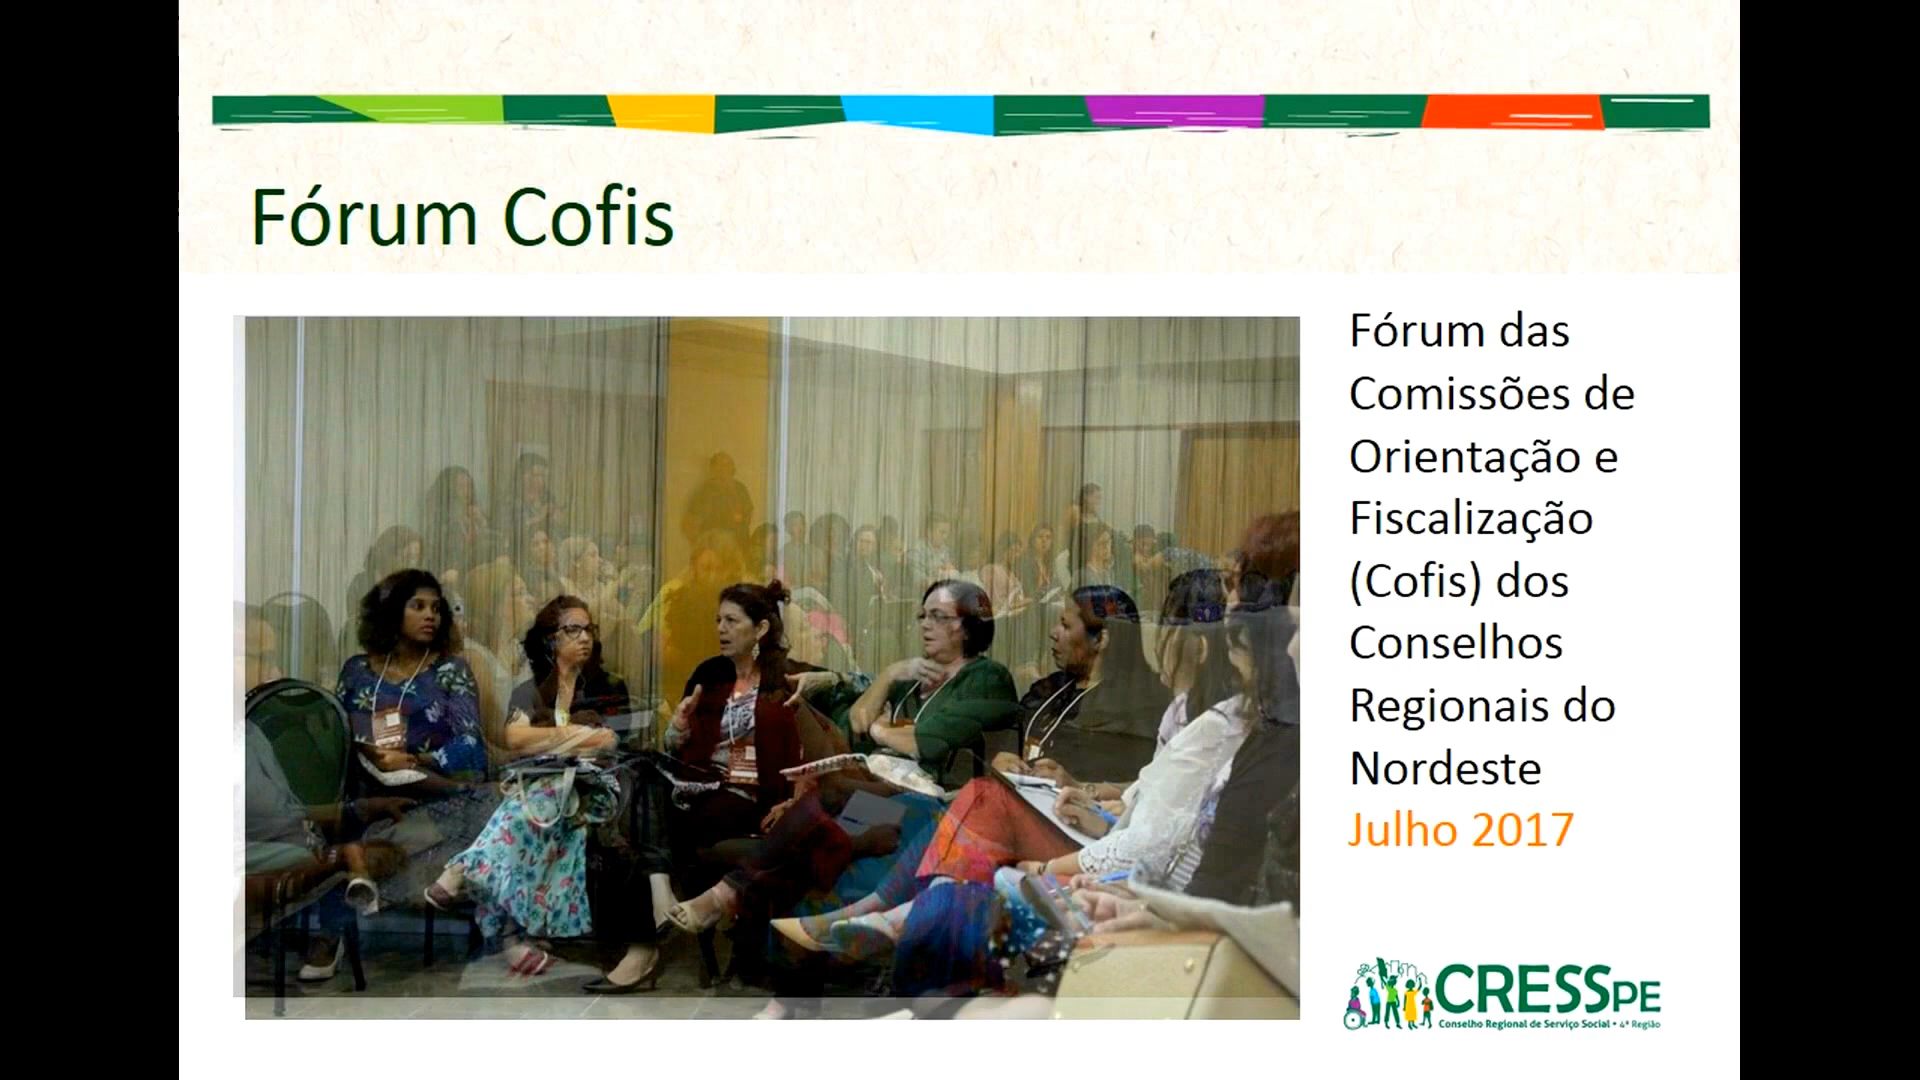 Fórum Cofis
Fórum das
Comissões de
Orientação e
Fiscalização
(Cofis) dos
Conselhos
Regionais do
Nordeste
Julho 2017
CRESSPE
Conselho Regional de Serviço Social • 4ª Região